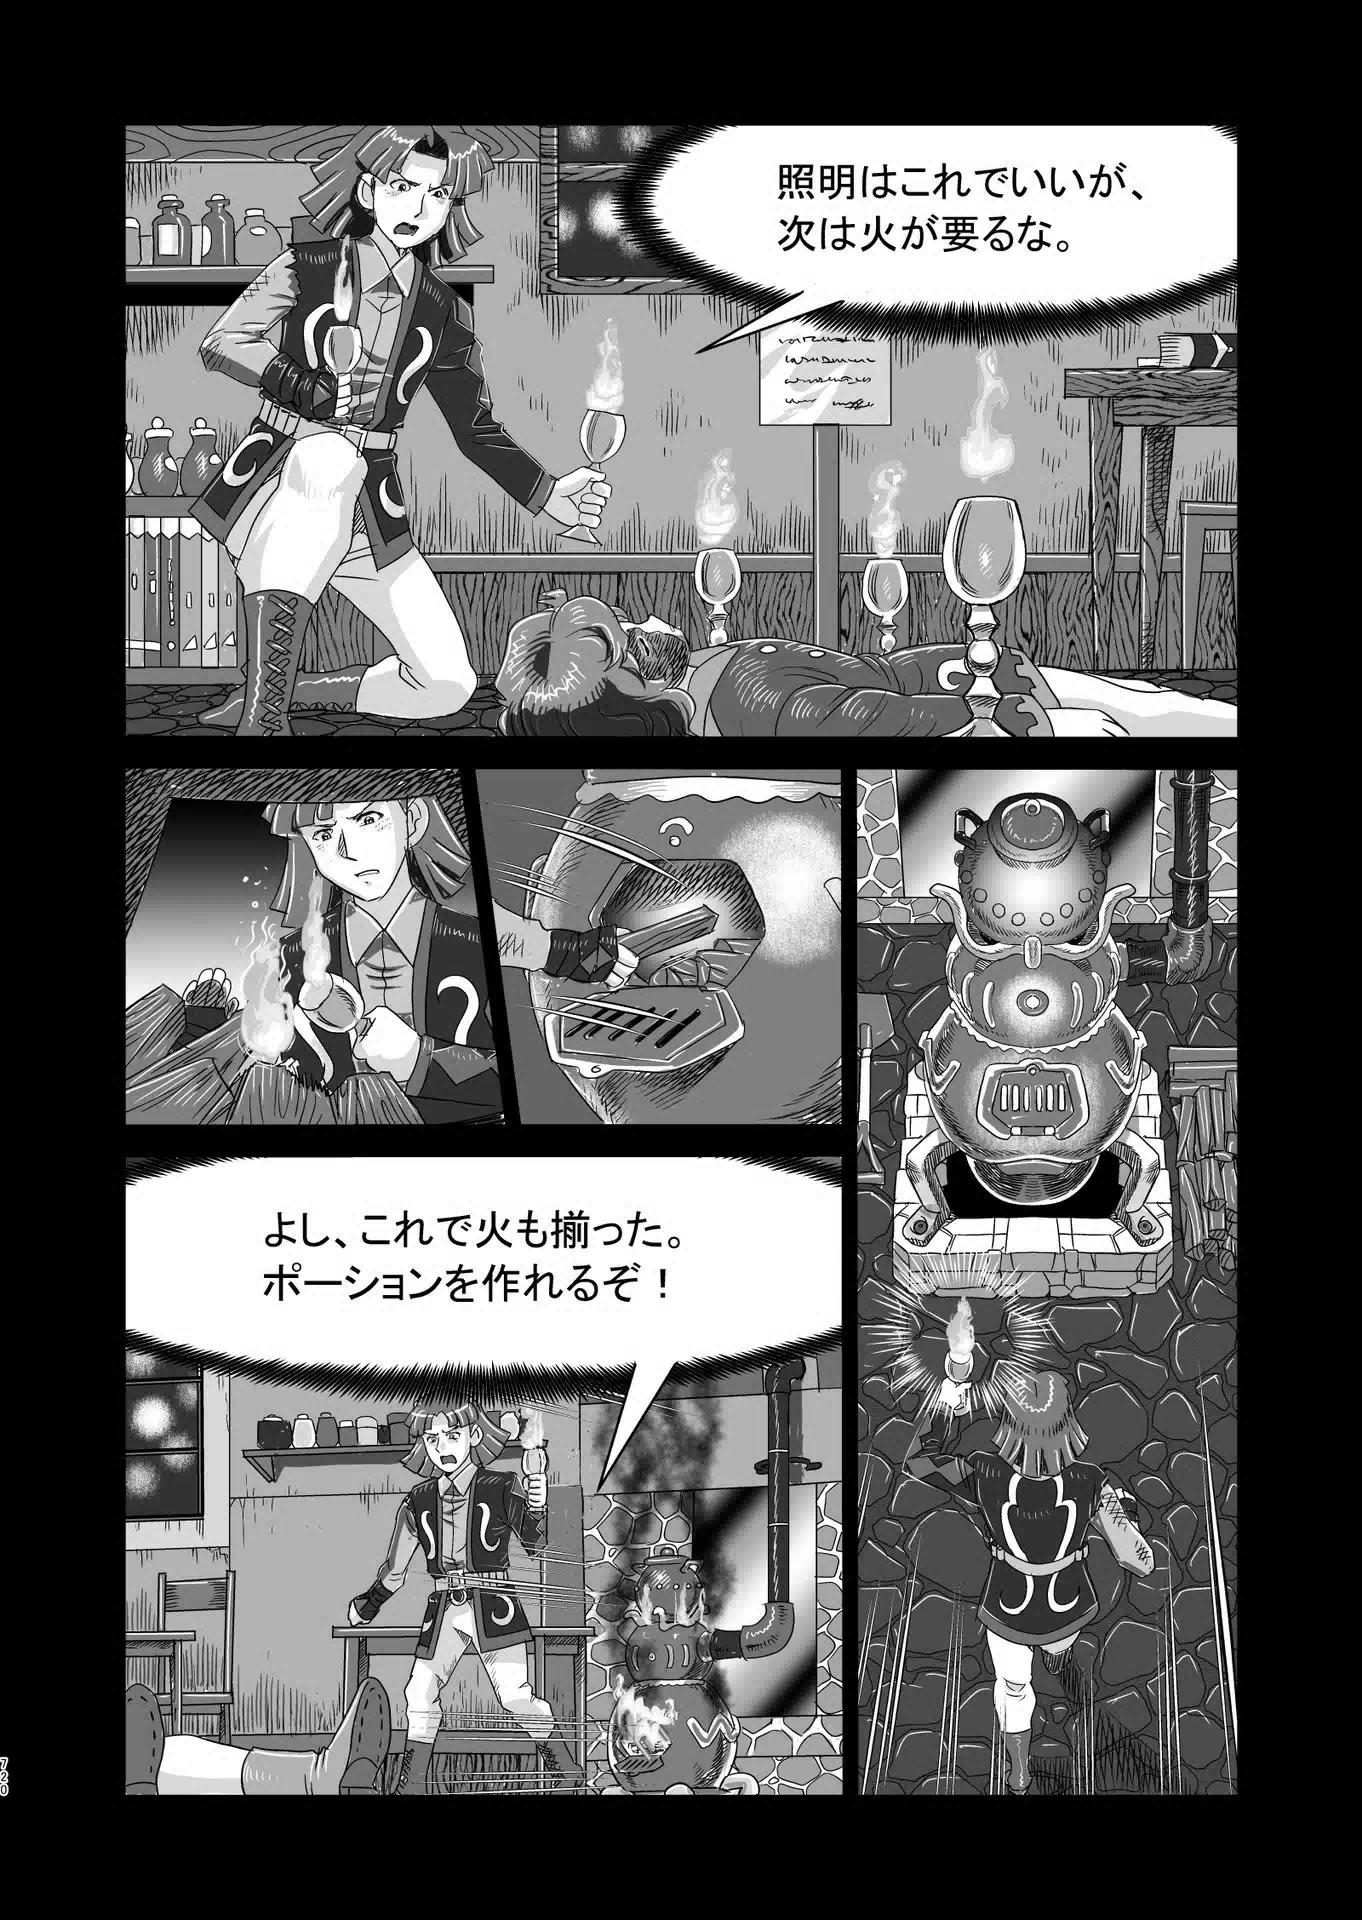 照明はこれでいいが、
次は火が要るな。
よし、これで火も揃った。
ポーションを作れるぞ！
720